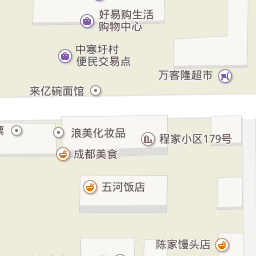 好易购生活
购物中心
中寨圩村
便民交易点
万客隆超市
来亿碗面馆
票
浪美化妆品
程家小区179号
成都美食
五河饭店
陈家馒头店